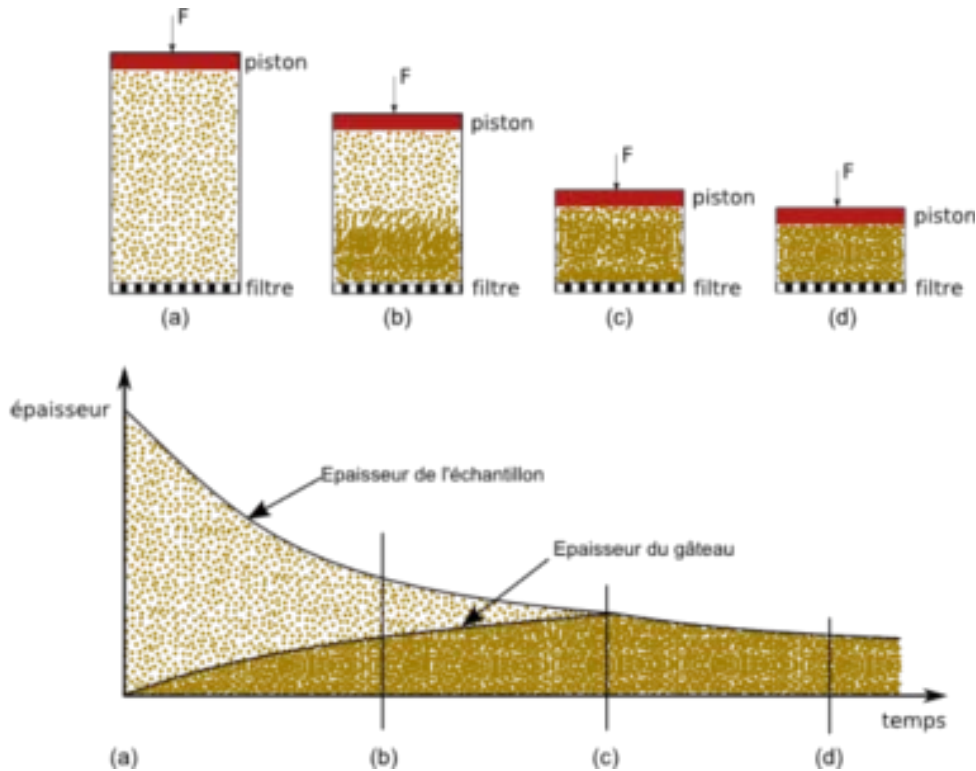 F
piston
F
piston
F
piston
F
piston
filtre
filtre
filtre
filtre
(a)
(b)
(c)
(d)
épaisseur
Epaisseur de l'échantillon
Epaisseur du gâteau
temps
(a)
(b)
(c)
(d)